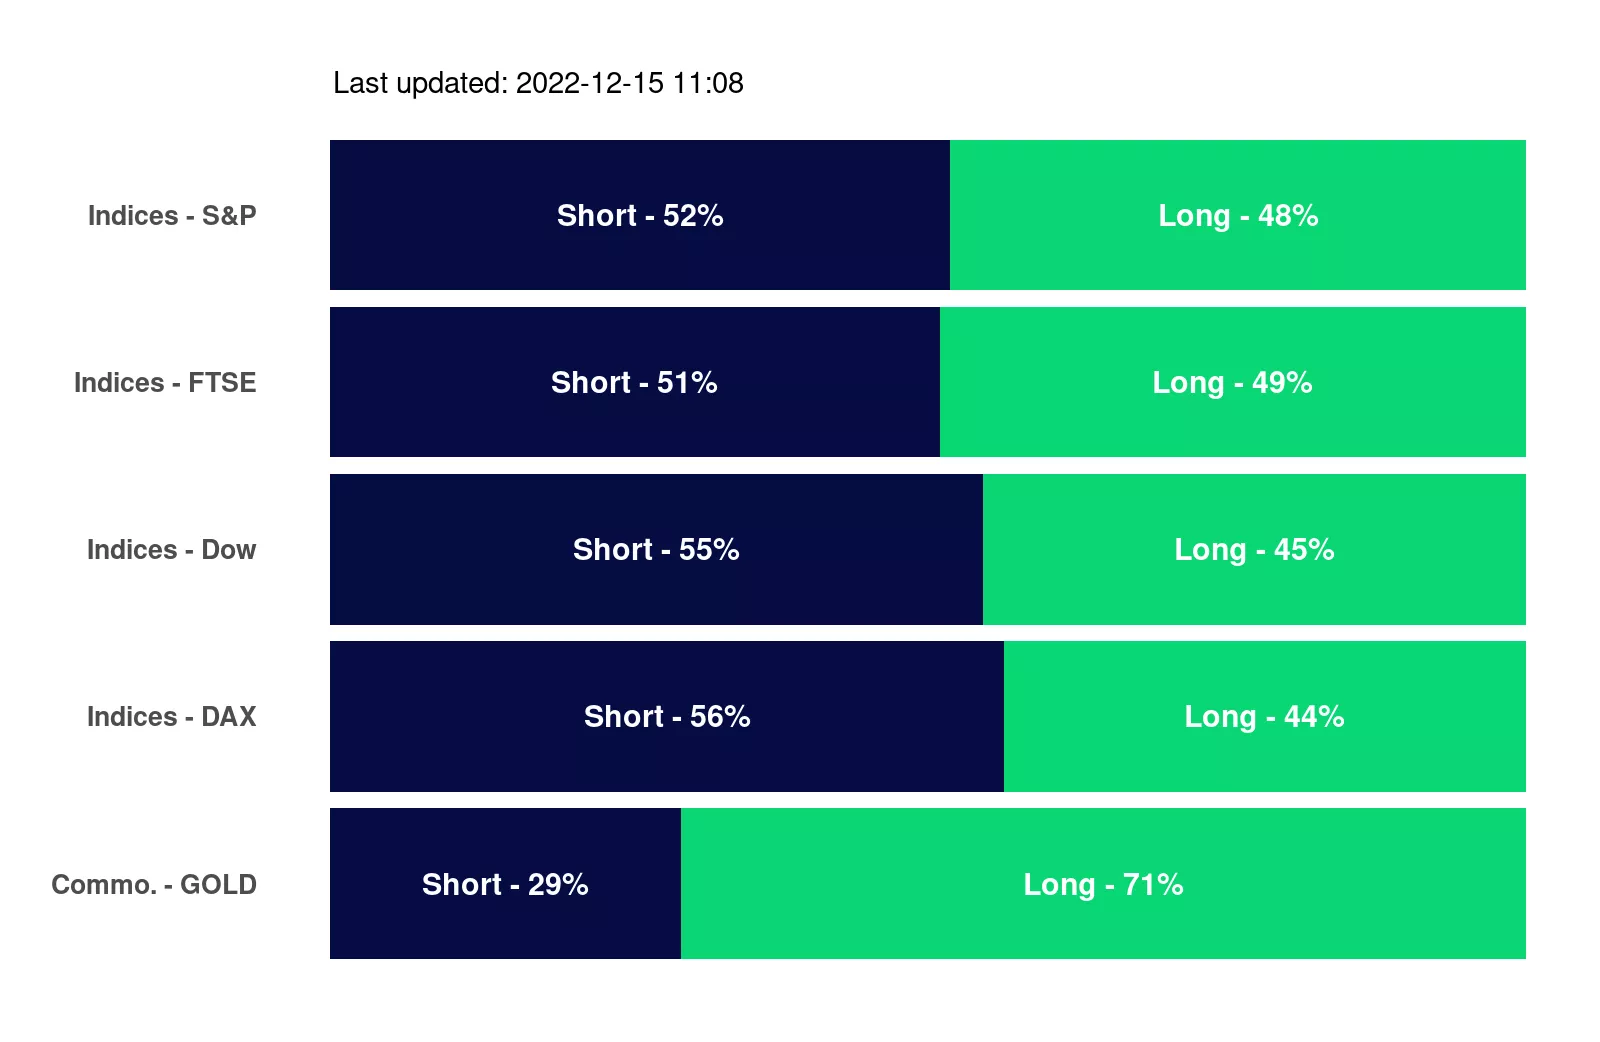 Last updated: 2022-12-15 11:08
Indices - S&P Short - 52% Long - 48%
Indices - FTSE Short - 51% Long - 49%
Indices - Dow Short - 55% Long - 45%
Indices - DAX Short - 56% Long - 44%
Commo. - GOLD Short - 29% Long - 71%